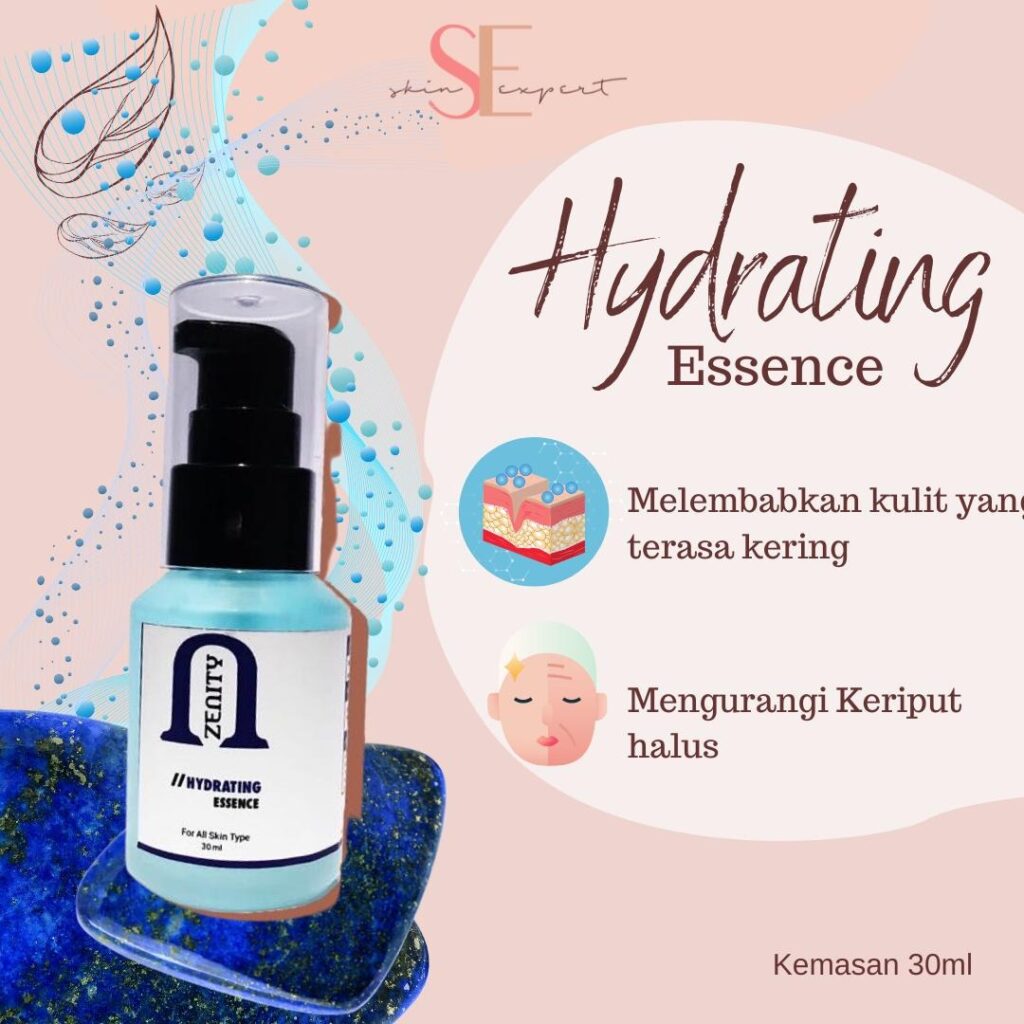 SE
skin expert
Hydrating
Essence
Melembabkan kulit yang
terasa kering
Mengurangi Keriput
halus
ZENITY
//HYDRATING
ESSENCE
For All Skin Type
30 ml
Kemasan 30ml